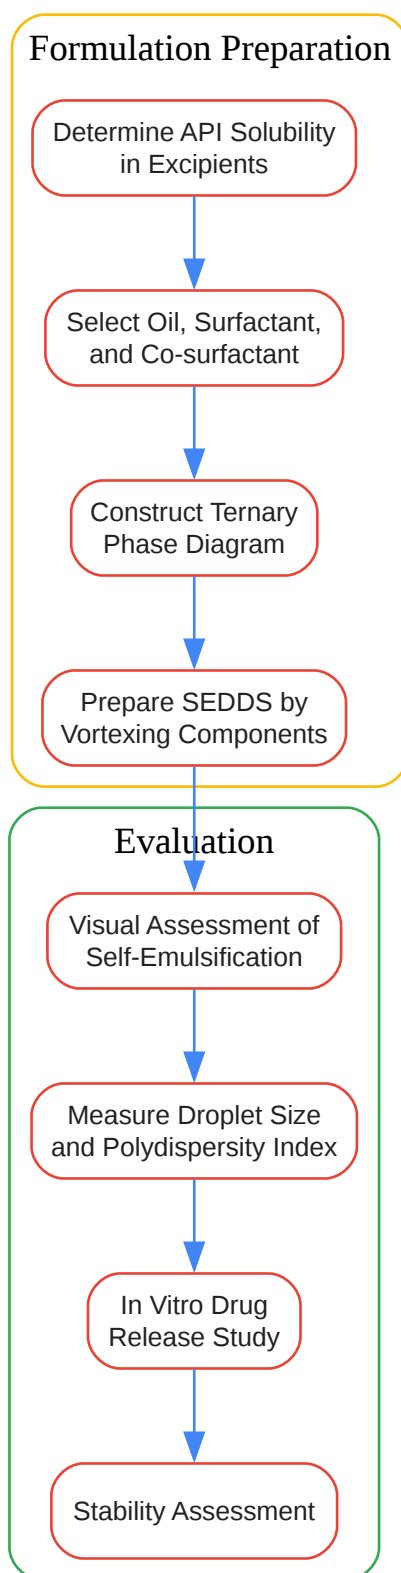 Formulation Preparation
Determine API Solubility
in Excipients
Select Oil, Surfactant,
and Co-surfactant
Construct Ternary
Phase Diagram
Prepare SEDDS by
Vortexing Components
Evaluation
Visual Assessment of
Self-Emulsification
Measure Droplet Size
and Polydispersity Index
In Vitro Drug
Release Study
Stability Assessment